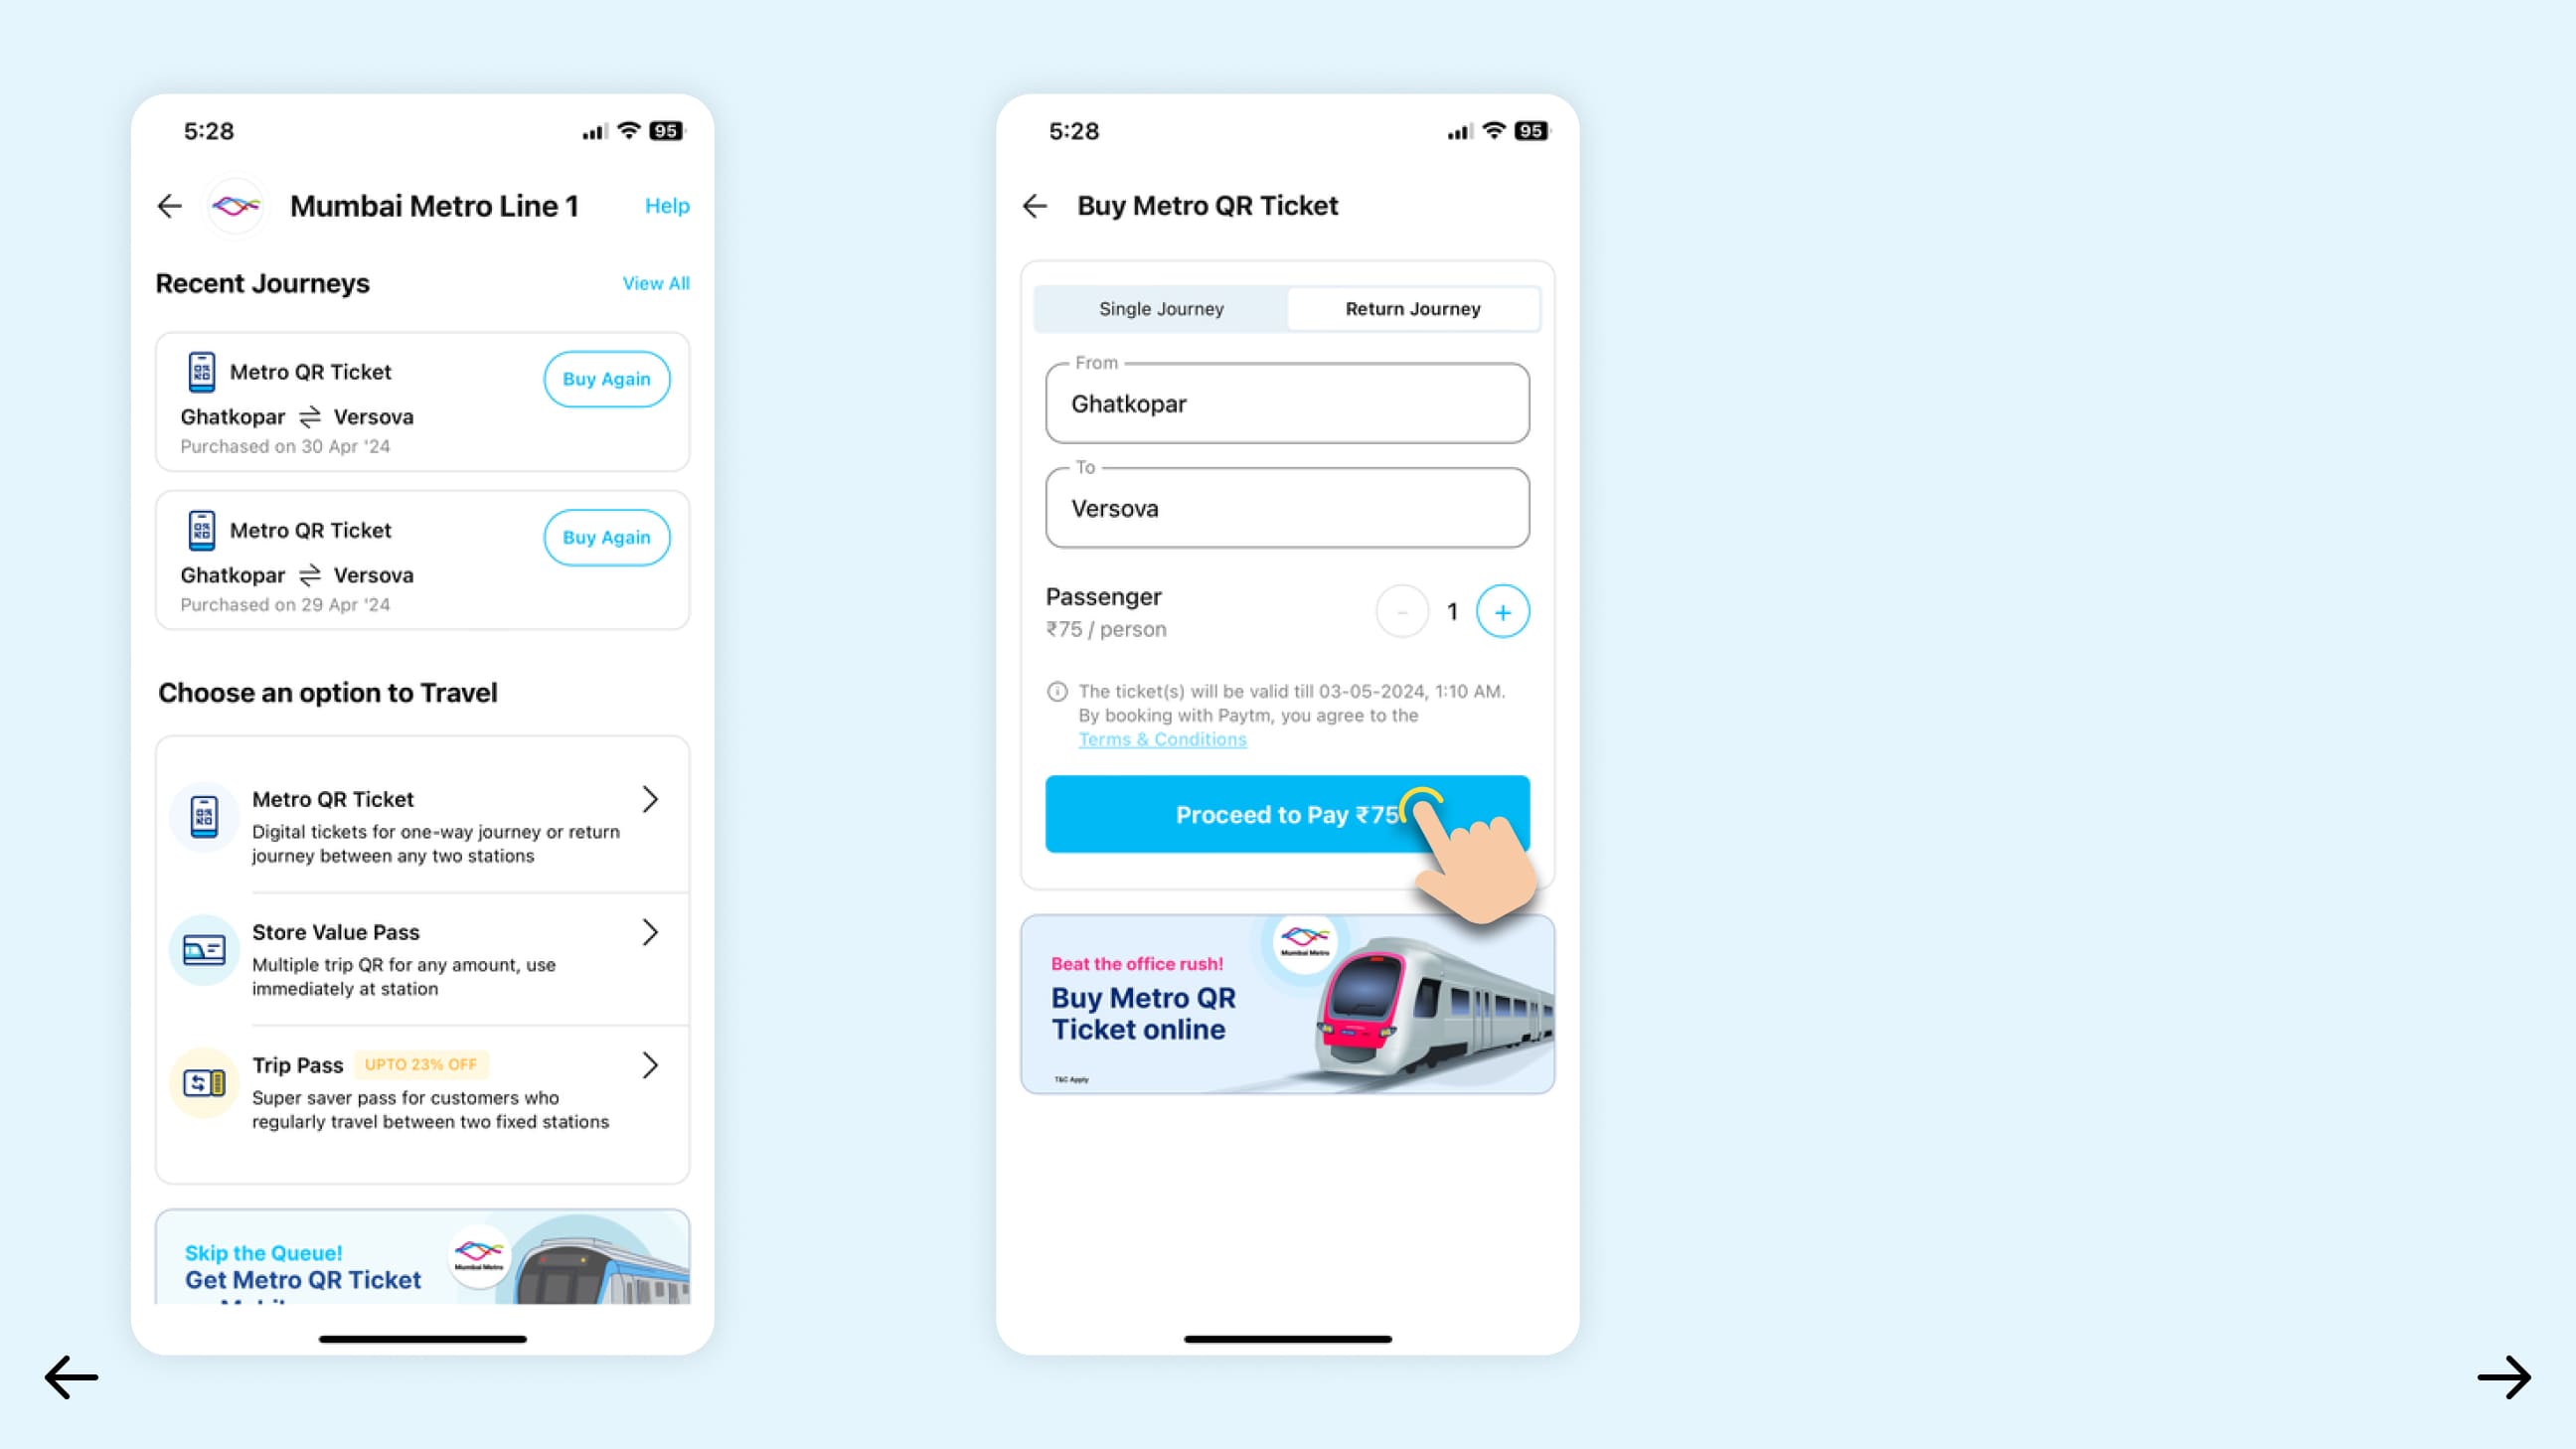 5:28
95
Mumbai Metro Line 1
Help
Recent Journeys
View All
Metro QR Ticket
Buy Again
Ghatkopar ⇌ Versova
Purchased on 30 Apr '24
Metro QR Ticket
Buy Again
Ghatkopar ⇌ Versova
Purchased on 29 Apr '24
Choose an option to Travel
Metro QR Ticket
Digital tickets for one-way journey or return
journey between any two stations
Store Value Pass
Multiple trip QR for any amount, use
immediately at station
Trip Pass
UPTO 23% OFF
Super saver pass for customers who
regularly travel between two fixed stations
Skip the Queue!
Get Metro QR Ticket
Mumbai Metro
5:28
95
Buy Metro QR Ticket
Single Journey
Return Journey
From
Ghatkopar
To
Versova
Passenger
₹75 / person
- 1 +
The ticket(s) will be valid till 03-05-2024, 1:10 AM.
By booking with Paytm, you agree to the
Terms & Conditions
Proceed to Pay ₹75
Mumbai Metro
Beat the office rush!
Buy Metro QR
Ticket online
T&C Apply